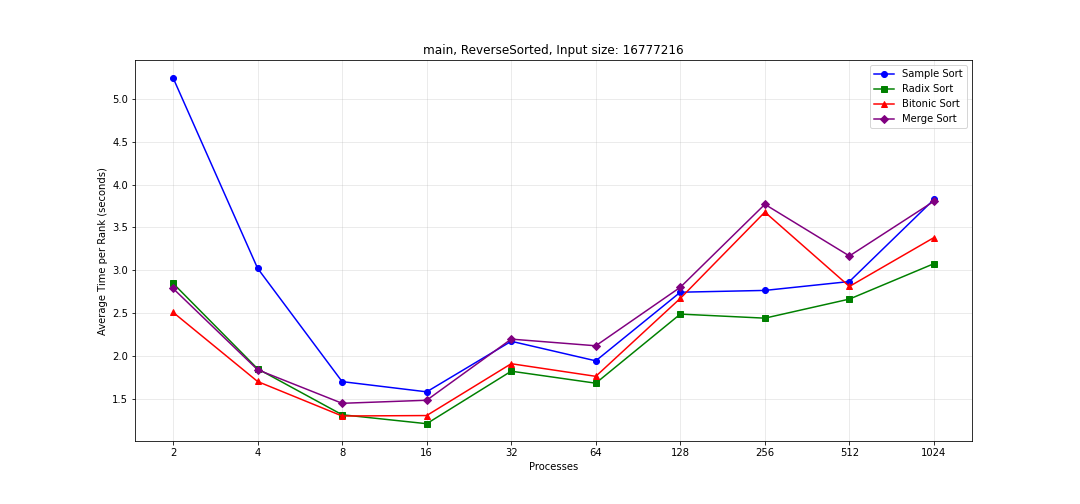 main, ReverseSorted, Input size: 16777216
Sample Sort
Radix Sort
Bitonic Sort
Merge Sort
Average Time per Rank (seconds)
5.0
4.5
4.0
3.5
3.0
2.5
2.0
1.5
2 4 8 16 32 64 128 256 512 1024
Processes